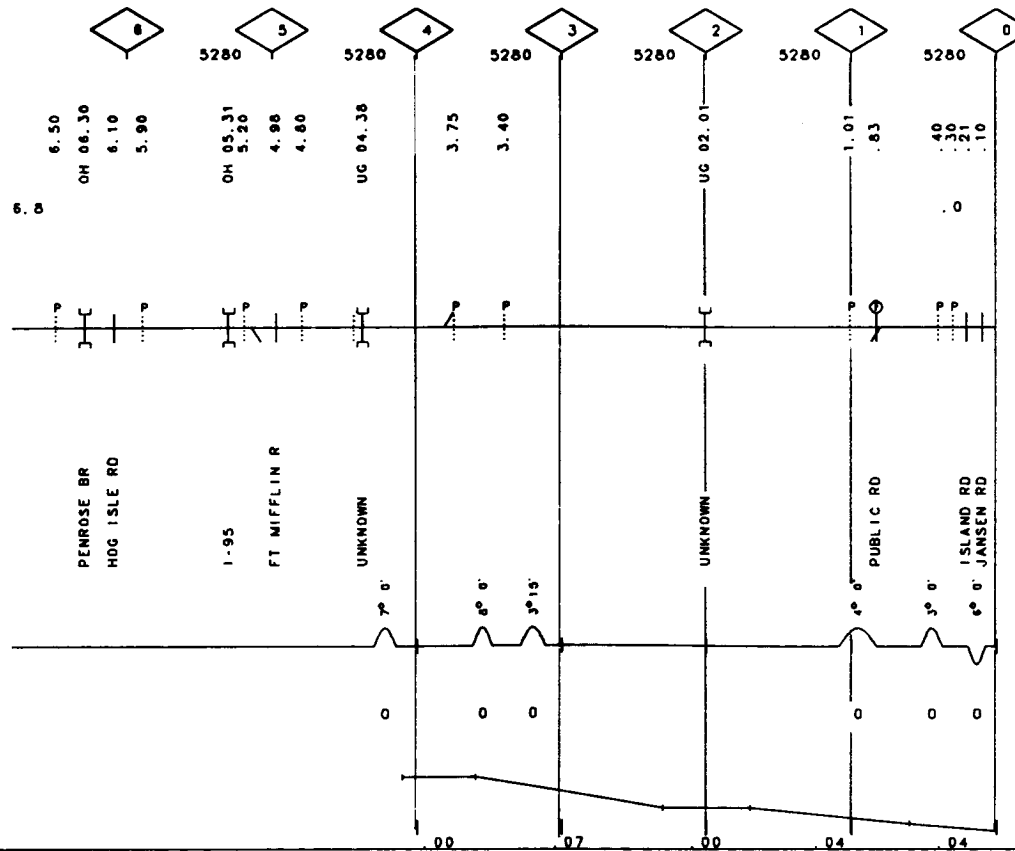 6 5 4 3 2 1 0
5280 5280 5280 5280 5280 5280
6.50
OH 06.30
6.10
5.90
OH 05.31
5.20
4.98
4.80
UG 04.38
3.75
3.40
UG 02.01
1.01
.83
.40
.30
.21
.10
6.8
.0
P P P P P P P P P P
PENROSE BR
HOG ISLE RD
I-95
FT MIFFLIN R
UNKNOWN
UNKNOWN
PUBLIC RD
ISLAND RD
JANSEN RD
7° 0'
8° 0'
3° 15'
4° 0'
3° 0'
6° 0'
0 0 0 0 0 0
.00 .07 .00 .04 .04